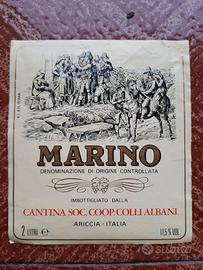 MARINO
DENOMINAZIONE DI ORIGINE CONTROLLATA
IMBOTTIGLIATO DALLA
CANTINA SOC. COOP. COLLI ALBANI
2 LITRI e
ARICCIA - ITALIA
11,5 % VOL.
subito